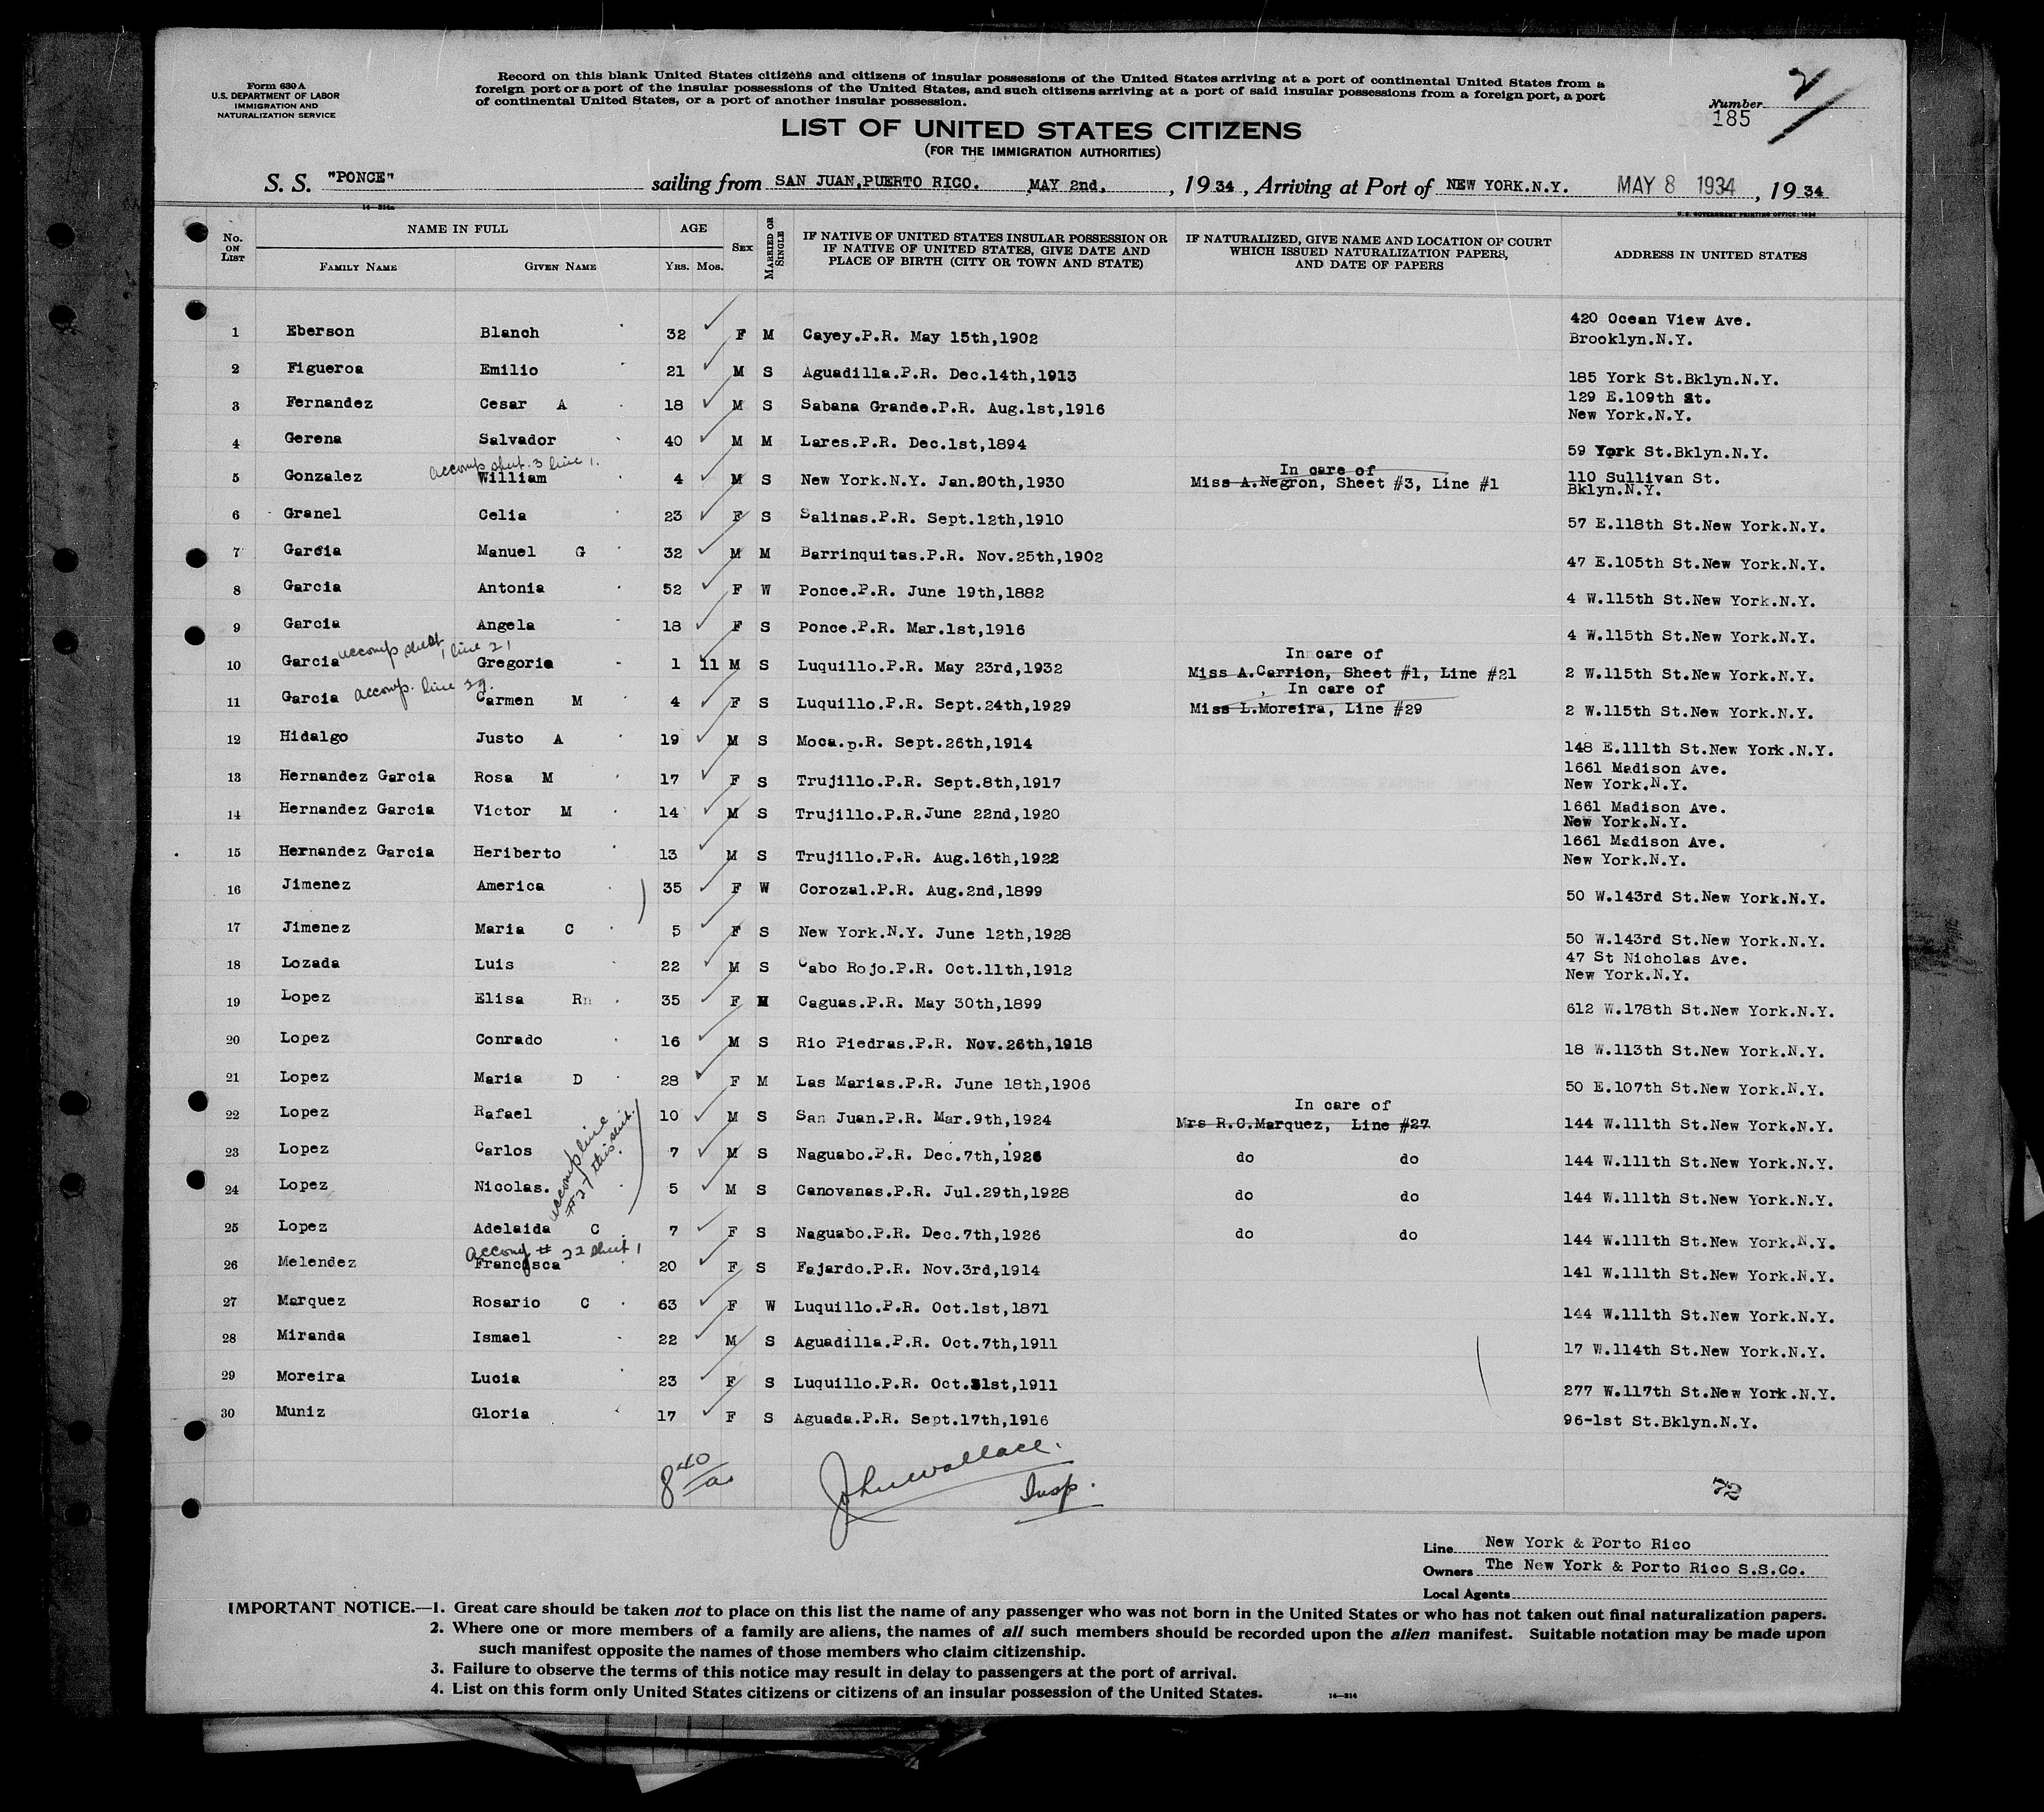 Form 630 A
U.S. DEPARTMENT OF LABOR
IMMIGRATION AND
NATURALIZATION SERVICE
Record on this blank United States citizens and citizens of insular possessions of the United States arriving at a port of continental United States from a
foreign port or a port of the insular possessions of the United States, and such citizens arriving at a port of said insular possessions from a foreign port, a port
of continental United States, or a port of another insular possession.
Number 2
185
LIST OF UNITED STATES CITIZENS
(FOR THE IMMIGRATION AUTHORITIES)
S. S. "PONCE" sailing from SAN JUAN,PUERTO RICO. MAY 2nd. , 19 34 , Arriving at Port of NEW YORK.N.Y. MAY 8 1934 , 19 34
U. S. GOVERNMENT PRINTING OFFICE: 1934
No. ON LIST NAME IN FULL AGE SEX MARRIED OR SINGLE IF NATIVE OF UNITED STATES INSULAR POSSESSION OR IF NATIVE OF UNITED STATES, GIVE DATE AND PLACE OF BIRTH (CITY OR TOWN AND STATE) IF NATURALIZED, GIVE NAME AND LOCATION OF COURT WHICH ISSUED NATURALIZATION PAPERS, AND DATE OF PAPERS ADDRESS IN UNITED STATES
FAMILY NAME GIVEN NAME YRS. MOS.
1 Eberson Blanch 32 F M Cayey.P.R. May 15th,1902 420 Ocean View Ave. Brooklyn.N.Y.
2 Figueroa Emilio 21 M S Aguadilla.P.R. Dec.14th,1913 185 York St.Bklyn.N.Y.
3 Fernandez Cesar A 18 M S Sabana Grande.P.R. Aug.1st,1916 129 E.109th St. New York.N.Y.
4 Gerena Salvador 40 M M Lares.P.R. Dec.1st,1894 59 York St.Bklyn.N.Y.
accomp sheet 3 line 1.
5 Gonzalez William 4 M S New York.N.Y. Jan.20th,1930 In care of Miss A.Negron, Sheet #3, Line #1 110 Sullivan St. Bklyn.N.Y.
6 Granel Celia 23 F S Salinas.P.R. Sept.12th,1910 57 E.118th St.New York.N.Y.
7 Garcia Manuel G 32 M M Barrinquitas.P.R. Nov.25th,1902 47 E.105th St.New York.N.Y.
8 Garcia Antonia 52 F W Ponce.P.R. June 19th,1882 4 W.115th St.New York.N.Y.
9 Garcia Angela 18 F S Ponce.P.R. Mar.1st,1916 4 W.115th St.New York.N.Y.
accomp sheet 1 line 21
10 Garcia Gregorio 1 11 M S Luquillo.P.R. May 23rd,1932 In care of Miss A.Carrion, Sheet #1, Line #21 2 W.115th St.New York.N.Y.
accomp. line 29.
11 Garcia Carmen M 4 F S Luquillo.P.R. Sept.24th,1929 In care of Miss L.Moreira, Line #29 2 W.115th St.New York.N.Y.
12 Hidalgo Justo A 19 M S Moca.p.R. Sept.26th,1914 148 E.111th St.New York.N.Y.
13 Hernandez Garcia Rosa M 17 F S Trujillo.P.R. Sept.8th,1917 1661 Madison Ave. New York.N.Y.
14 Hernandez Garcia Victor M 14 M S Trujillo.P.R.June 22nd,1920 1661 Madison Ave. New York.N.Y.
15 Hernandez Garcia Heriberto 13 M S Trujillo.P.R. Aug.16th,1922 1661 Madison Ave. New York.N.Y.
16 Jimenez America 35 F W Corozal.P.R. Aug.2nd,1899 50 W.143rd St.New York.N.Y.
17 Jimenez Maria C 5 F S New York.N.Y. June 12th,1928 50 W.143rd St.New York.N.Y.
18 Lozada Luis 22 M S Cabo Rojo.P.R. Oct.11th,1912 47 St Nicholas Ave. New York.N.Y.
19 Lopez Elisa Rn 35 F M Caguas.P.R. May 30th,1899 612 W.178th St.New York.N.Y.
20 Lopez Conrado 16 M S Rio Piedras.P.R. Nov.26th,1918 18 W.113th St.New York.N.Y.
21 Lopez Maria D 28 F M Las Marias.P.R. June 18th,1906 50 E.107th St.New York.N.Y.
22 Lopez Rafael 10 M S San Juan.P.R. Mar.9th,1924 In care of Mrs R.C.Marquez, Line #27 144 W.111th St.New York.N.Y.
accomp line #27 this sheet.
23 Lopez Carlos 7 M S Naguabo.P.R. Dec.7th,1926 do do 144 W.111th St.New York.N.Y.
24 Lopez Nicolas. 5 M S Canovanas.P.R. Jul.29th,1928 do do 144 W.111th St.New York.N.Y.
25 Lopez Adelaida C 7 F S Naguabo.P.R. Dec.7th,1926 do do 144 W.111th St.New York.N.Y.
accomp # 22 sheet 1
26 Melendez Francisca 20 F S Fajardo.P.R. Nov.3rd,1914 141 W.111th St.New York.N.Y.
27 Marquez Rosario C 63 F W Luquillo.P.R. Oct.1st,1871 144 W.111th St.New York.N.Y.
28 Miranda Ismael 22 M S Aguadilla.P.R. Oct.7th,1911 17 W.114th St.New York.N.Y.
29 Moreira Lucia 23 F S Luquillo.P.R. Oct.31st,1911 277 W.117th St.New York.N.Y.
30 Muniz Gloria 17 F S Aguada.P.R. Sept.17th,1916 96-1st St.Bklyn.N.Y.
8 40 a
John Wallace.
Insp.
72
Line New York & Porto Rico
Owners The New York & Porto Rico S.S.Co.
Local Agents
IMPORTANT NOTICE.—1. Great care should be taken not to place on this list the name of any passenger who was not born in the United States or who has not taken out final naturalization papers.
2. Where one or more members of a family are aliens, the names of all such members should be recorded upon the alien manifest. Suitable notation may be made upon
such manifest opposite the names of those members who claim citizenship.
3. Failure to observe the terms of this notice may result in delay to passengers at the port of arrival.
4. List on this form only United States citizens or citizens of an insular possession of the United States.
14—214